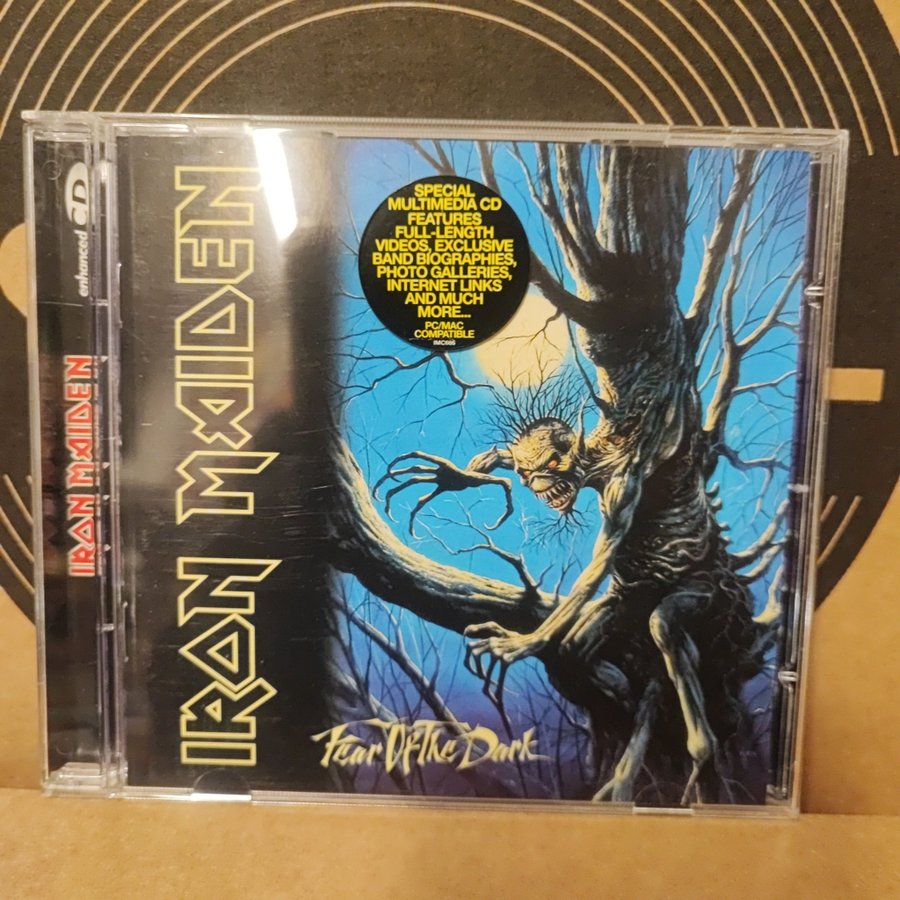 enhanced CD
IRON MAIDEN
IRON MAIDEN
SPECIAL
MULTIMEDIA CD
FEATURES
FULL-LENGTH
VIDEOS, EXCLUSIVE
BAND BIOGRAPHIES,
PHOTO GALLERIES,
INTERNET LINKS
AND MUCH
MORE...
PC/MAC
COMPATIBLE
IMC666
Fear Of The Dark